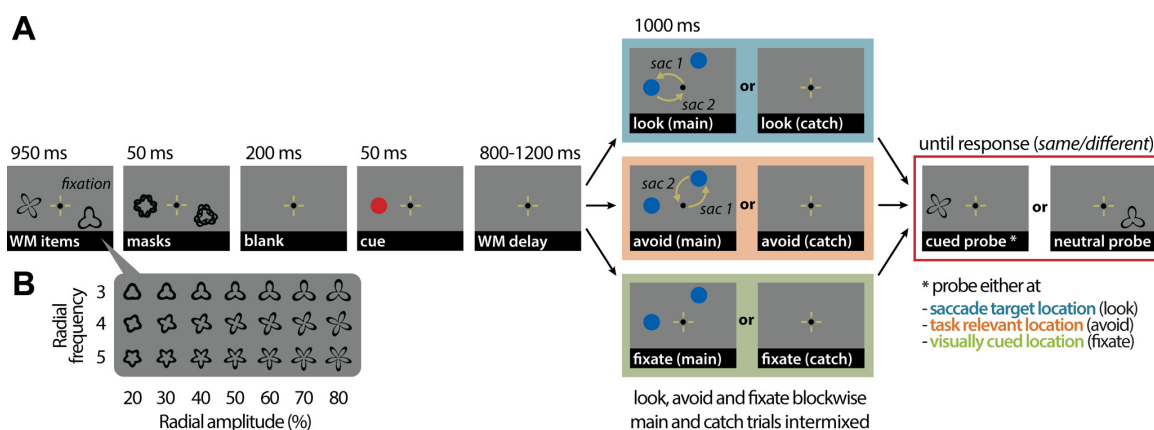 A
950 ms
50 ms
200 ms
50 ms
800-1200 ms
1000 ms
until response (same/different)
fixation
WM items
masks
blank
cue
WM delay
sac 1
sac 2
look (main)
or
look (catch)
sac 2
sac 1
avoid (main)
or
avoid (catch)
fixate (main)
or
fixate (catch)
look, avoid and fixate blockwise
main and catch trials intermixed
cued probe *
or
neutral probe
* probe either at
- saccade target location (look)
- task relevant location (avoid)
- visually cued location (fixate)
B
Radial
frequency
3
4
5
20 30 40 50 60 70 80
Radial amplitude (%)